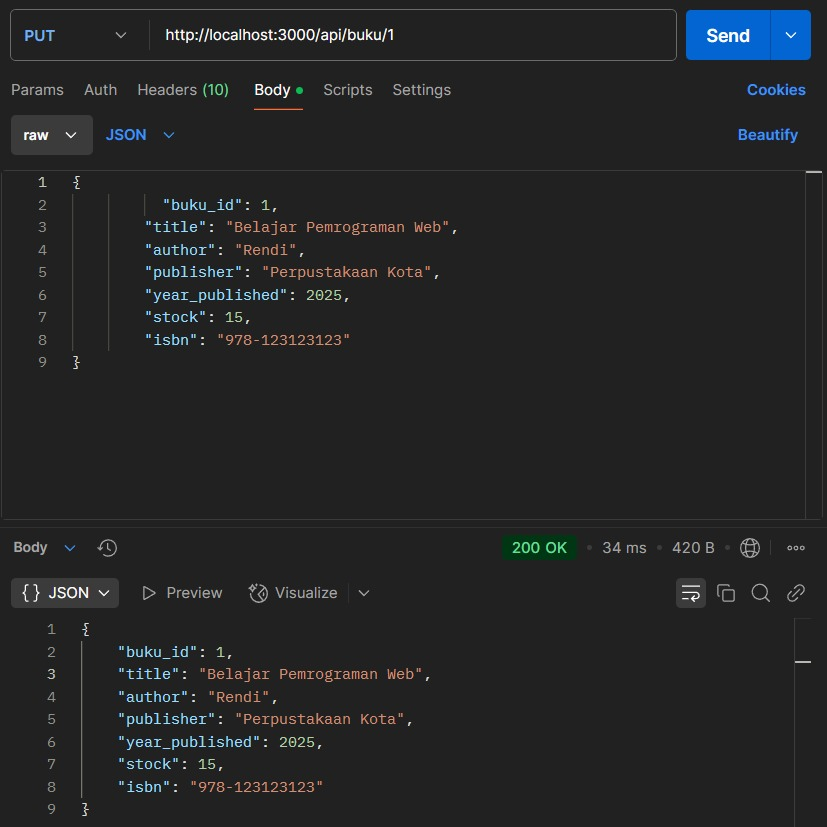 PUT http://localhost:3000/api/buku/1 Send
Params Auth Headers (10) Body Scripts Settings Cookies
raw JSON Beautify
1 {
2 "buku_id": 1,
3 "title": "Belajar Pemrograman Web",
4 "author": "Rendi",
5 "publisher": "Perpustakaan Kota",
6 "year_published": 2025,
7 "stock": 15,
8 "isbn": "978-123123123"
9 }
Body 200 OK • 34 ms • 420 B •
{} JSON Preview Visualize
1 {
2 "buku_id": 1,
3 "title": "Belajar Pemrograman Web",
4 "author": "Rendi",
5 "publisher": "Perpustakaan Kota",
6 "year_published": 2025,
7 "stock": 15,
8 "isbn": "978-123123123"
9 }